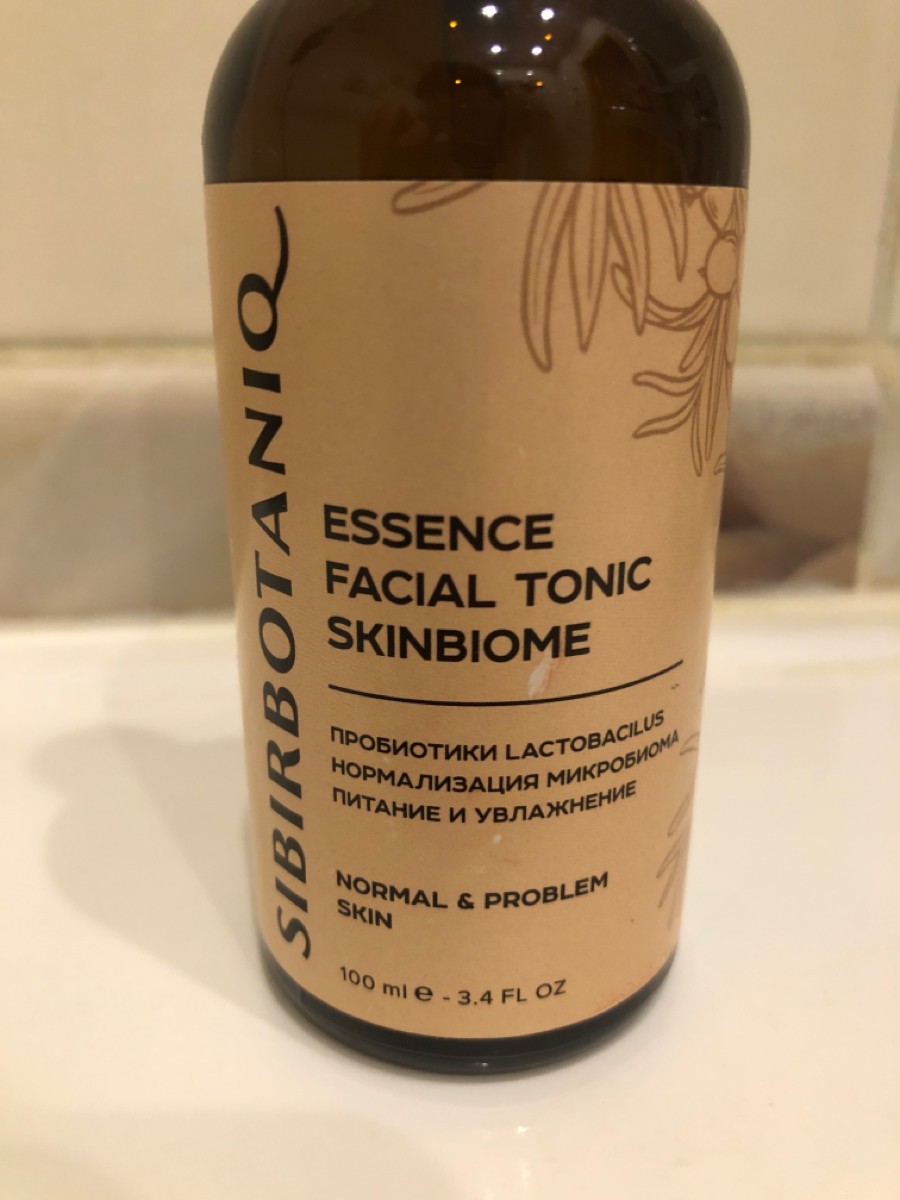 SIBIRBOTANIQ
ESSENCE
FACIAL TONIC
SKINBIOME
ПРОБИОТИКИ LACTOBACILUS
НОРМАЛИЗАЦИЯ МИКРОБИОМА
ПИТАНИЕ И УВЛАЖНЕНИЕ
NORMAL & PROBLEM
SKIN
100 ml ℮ - 3.4 FL OZ